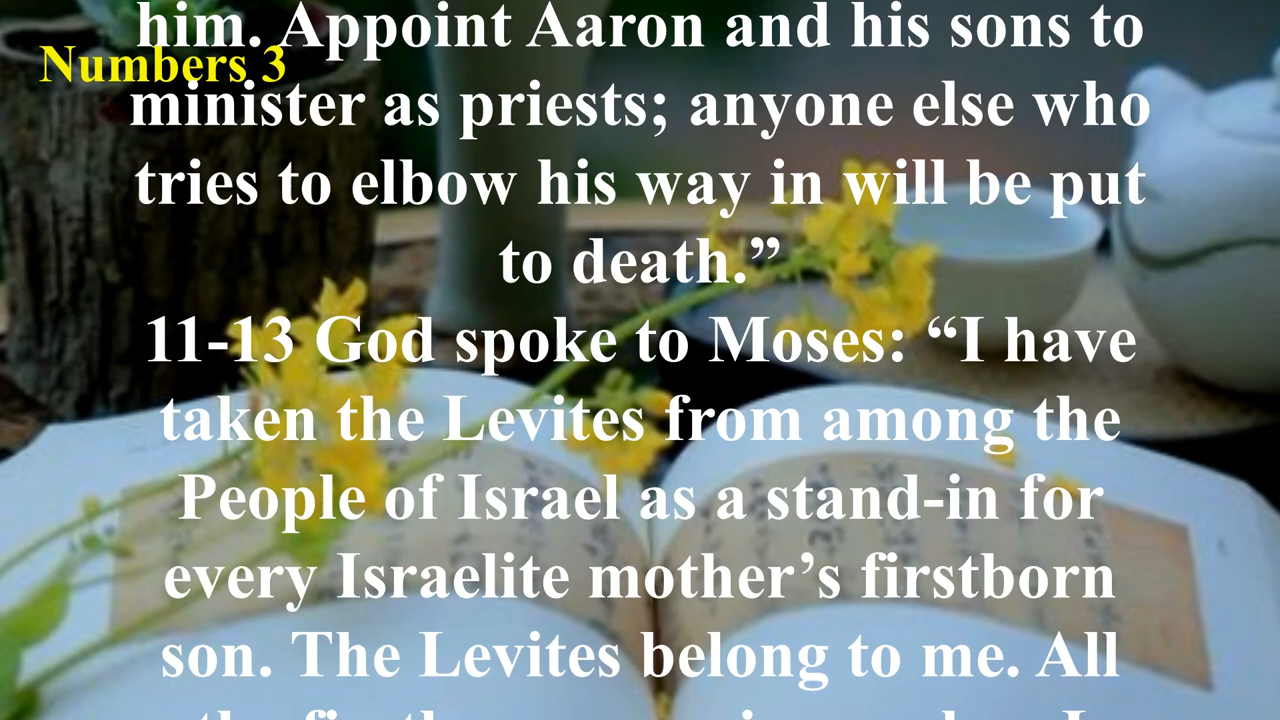 him. Appoint Aaron and his sons to
Numbers 3
minister as priests; anyone else who
tries to elbow his way in will be put
to death.”
11-13 God spoke to Moses: “I have
taken the Levites from among the
People of Israel as a stand-in for
every Israelite mother’s firstborn
son. The Levites belong to me. All